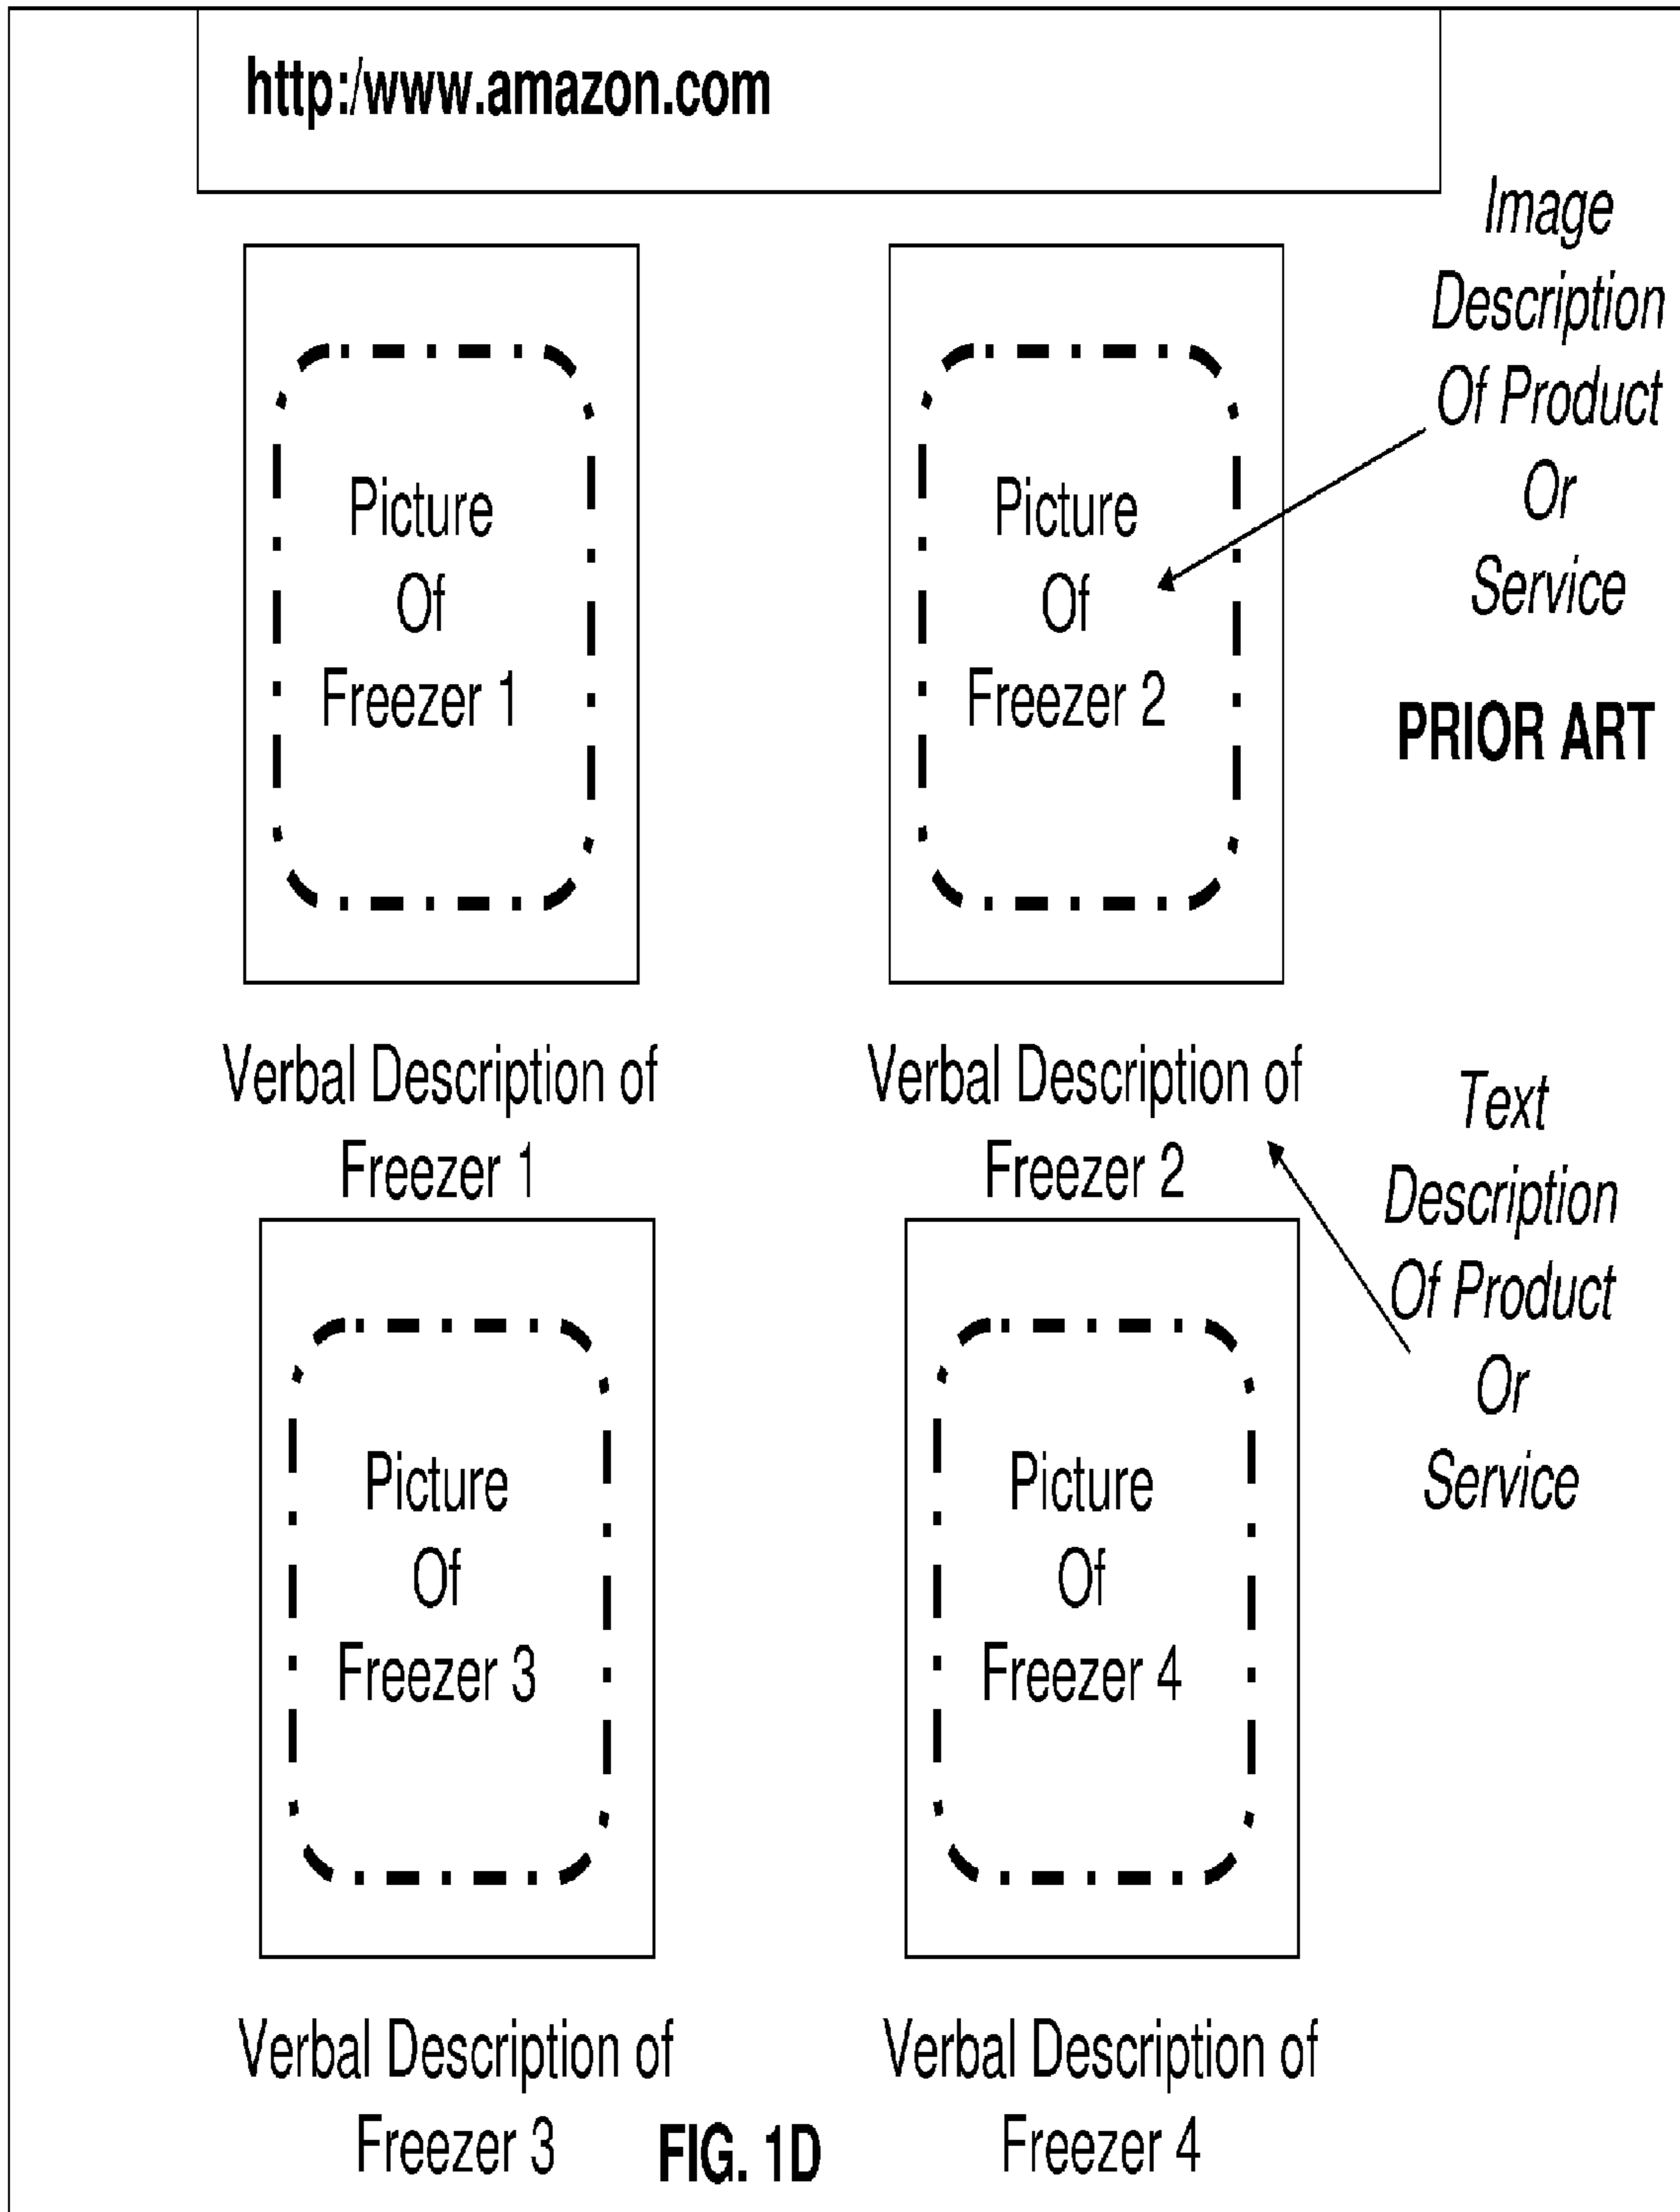 http:/www.amazon.com
Picture
Of
Freezer 1
Picture
Of
Freezer 2
Image
Description
Of Product
Or
Service
PRIOR ART
Verbal Description of
Freezer 1
Verbal Description of
Freezer 2
Text
Description
Of Product
Or
Service
Picture
Of
Freezer 3
Picture
Of
Freezer 4
Verbal Description of
Freezer 3
Verbal Description of
Freezer 4
FIG. 1D